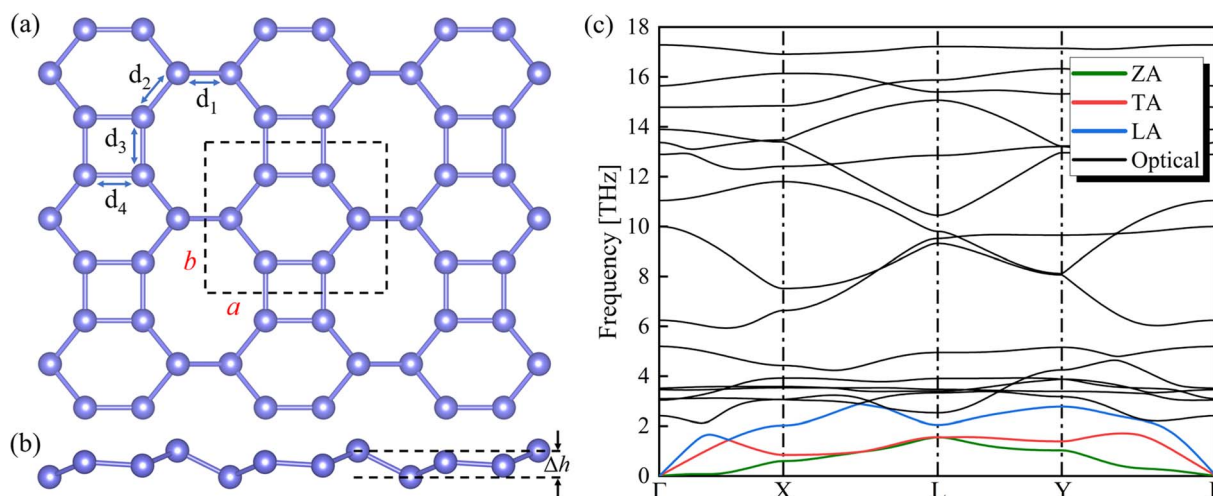 (a)
d₂
d₁
d₃
d₄
b
a
(b)
Δh
(c)
Frequency [THz]
18
16
14
12
10
8
6
4
2
0
ZA
TA
LA
Optical
Γ X L Y Γ